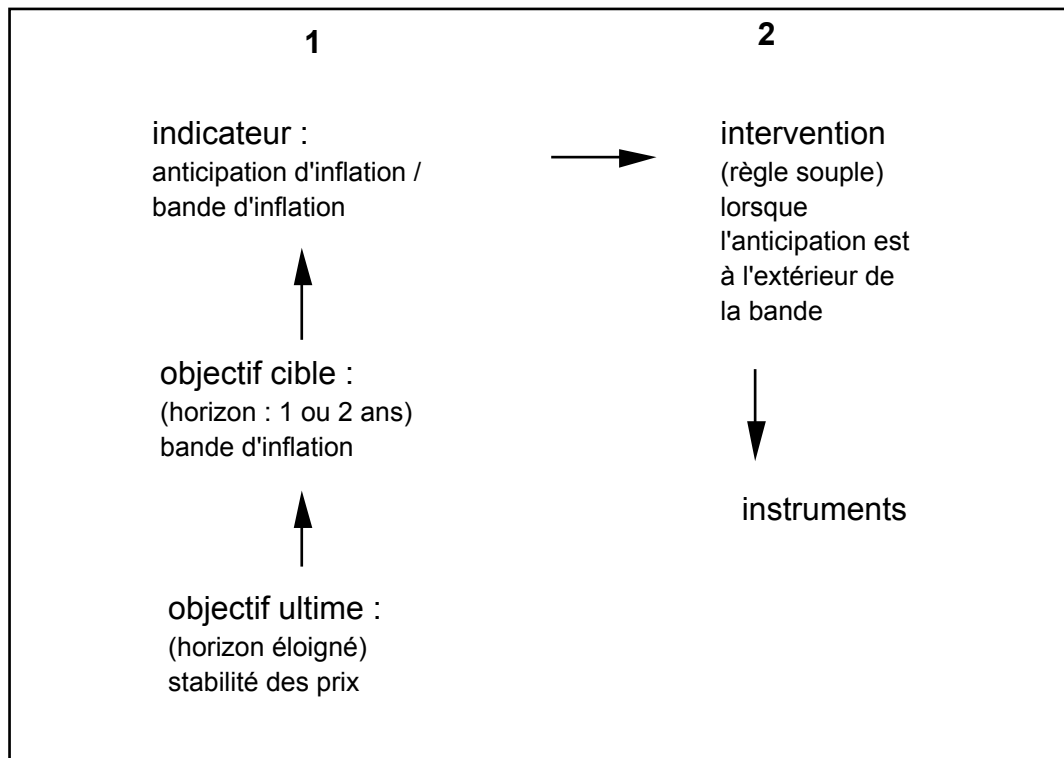 1
2
indicateur :
anticipation d'inflation /
bande d'inflation
intervention
(règle souple)
lorsque
l'anticipation est
à l'extérieur de
la bande
objectif cible :
(horizon : 1 ou 2 ans)
bande d'inflation
instruments
objectif ultime :
(horizon éloigné)
stabilité des prix